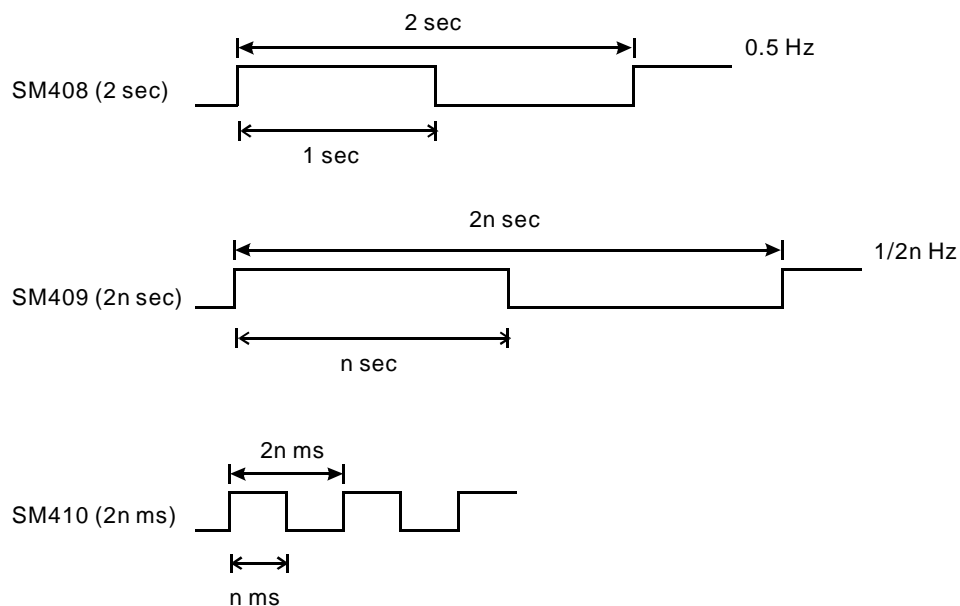 2 sec
0.5 Hz
SM408 (2 sec)
1 sec
2n sec
1/2n Hz
SM409 (2n sec)
n sec
2n ms
SM410 (2n ms)
n ms